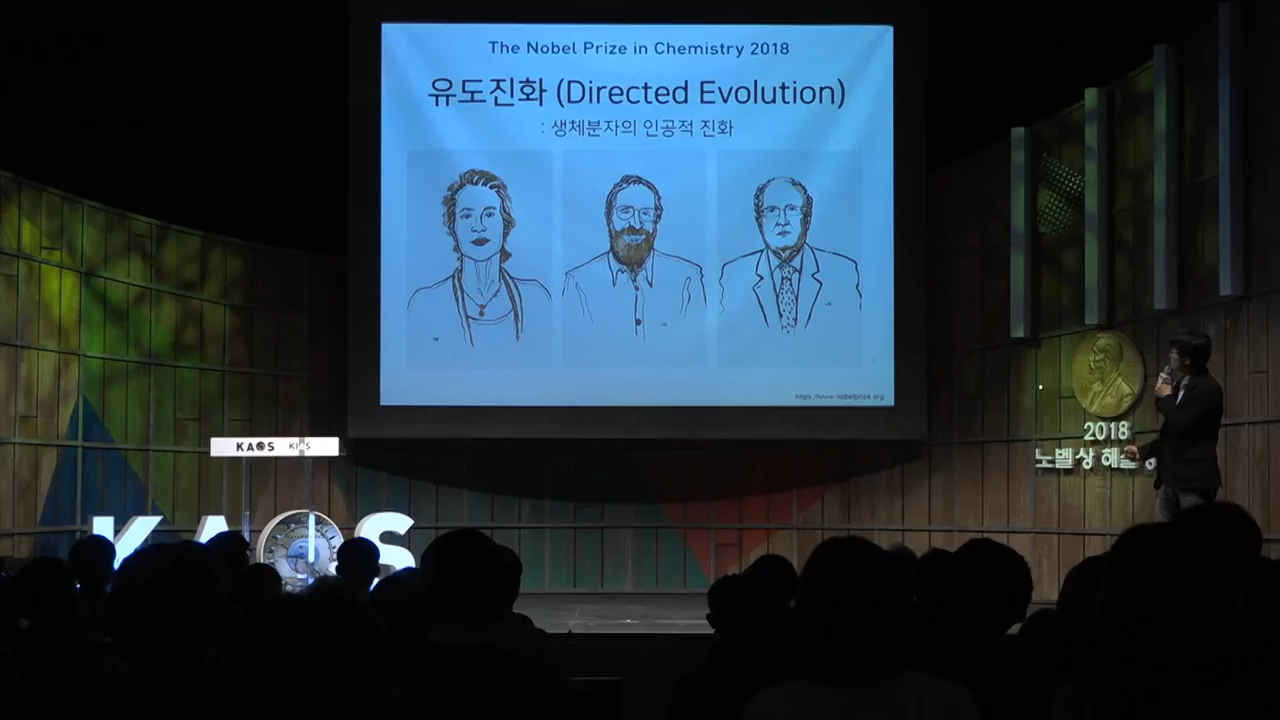 The Nobel Prize in Chemistry 2018
유도진화 (Directed Evolution)
: 생체분자의 인공적 진화
https://www.nobelprize.org
KAOS KIAS
KAOS
2018
노벨상 해설